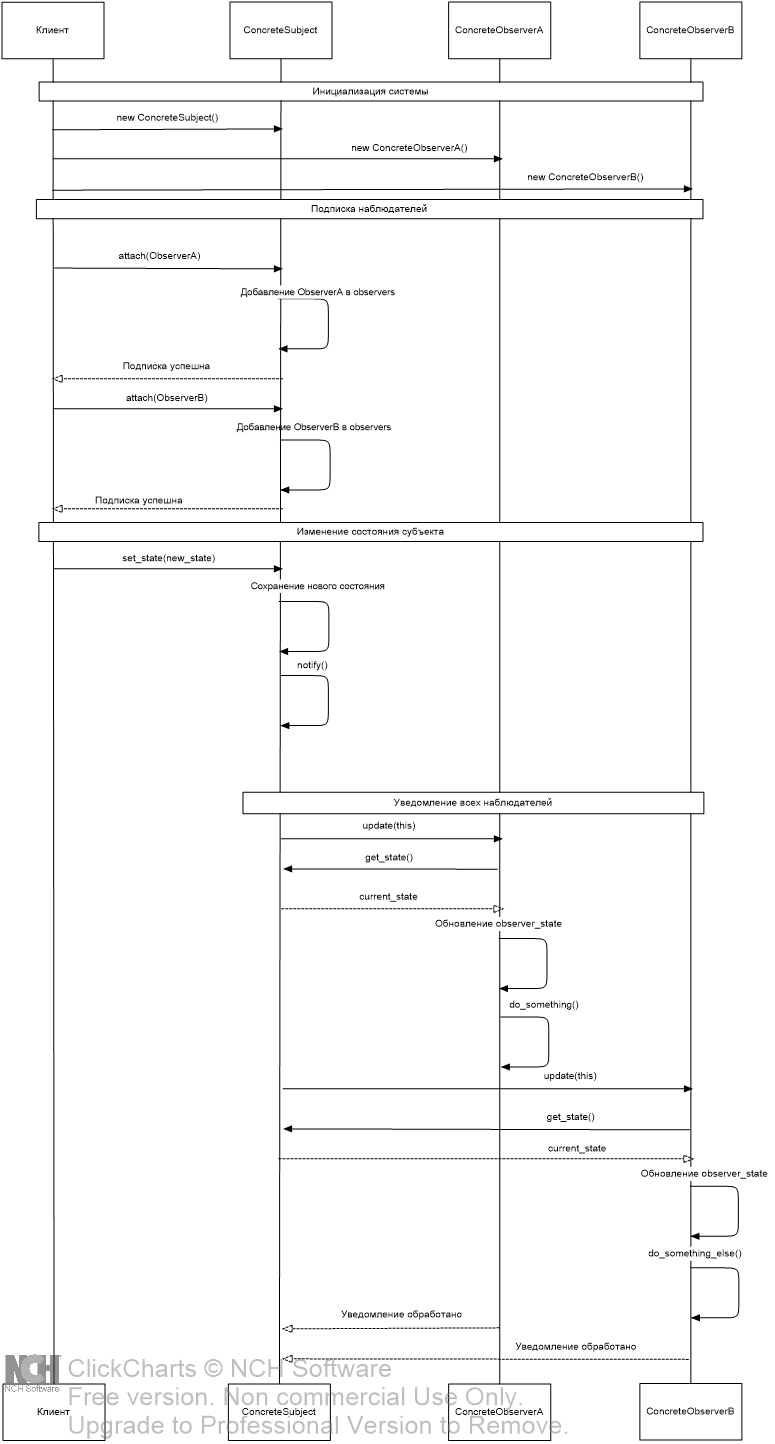 Клиент
ConcreteSubject
ConcreteObserverA
ConcreteObserverB
Инициализация системы
new ConcreteSubject()
new ConcreteObserverA()
new ConcreteObserverB()
Подписка наблюдателей
attach(ObserverA)
Добавление ObserverA в observers
Подписка успешна
attach(ObserverB)
Добавление ObserverB в observers
Подписка успешна
Изменение состояния субъекта
set_state(new_state)
Сохранение нового состояния
notify()
Уведомление всех наблюдателей
update(this)
get_state()
current_state
Обновление observer_state
do_something()
update(this)
get_state()
current_state
Обновление observer_state
do_something_else()
Уведомление обработано
Уведомление обработано
NCH
NCH Software
ClickCharts © NCH Software
Free version. Non commercial Use Only.
Upgrade to Professional Version to Remove.
Клиент
ConcreteSubject
ConcreteObserverA
ConcreteObserverB